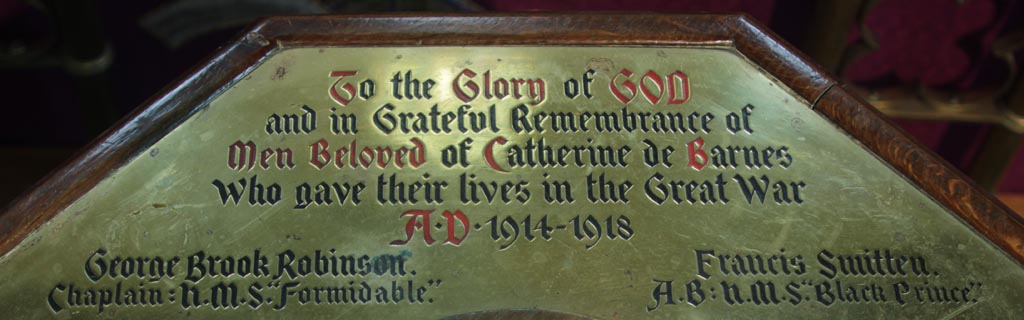 To the Glory of GOD
and in Grateful Remembrance of
Men Beloved of Catherine de Barnes
Who gave their lives in the Great War
A·D·1914-1918
George Brook Robinson.
Chaplain: H.M.S. "Formidable."
Francis Smitten.
A.B: H.M.S. "Black Prince."